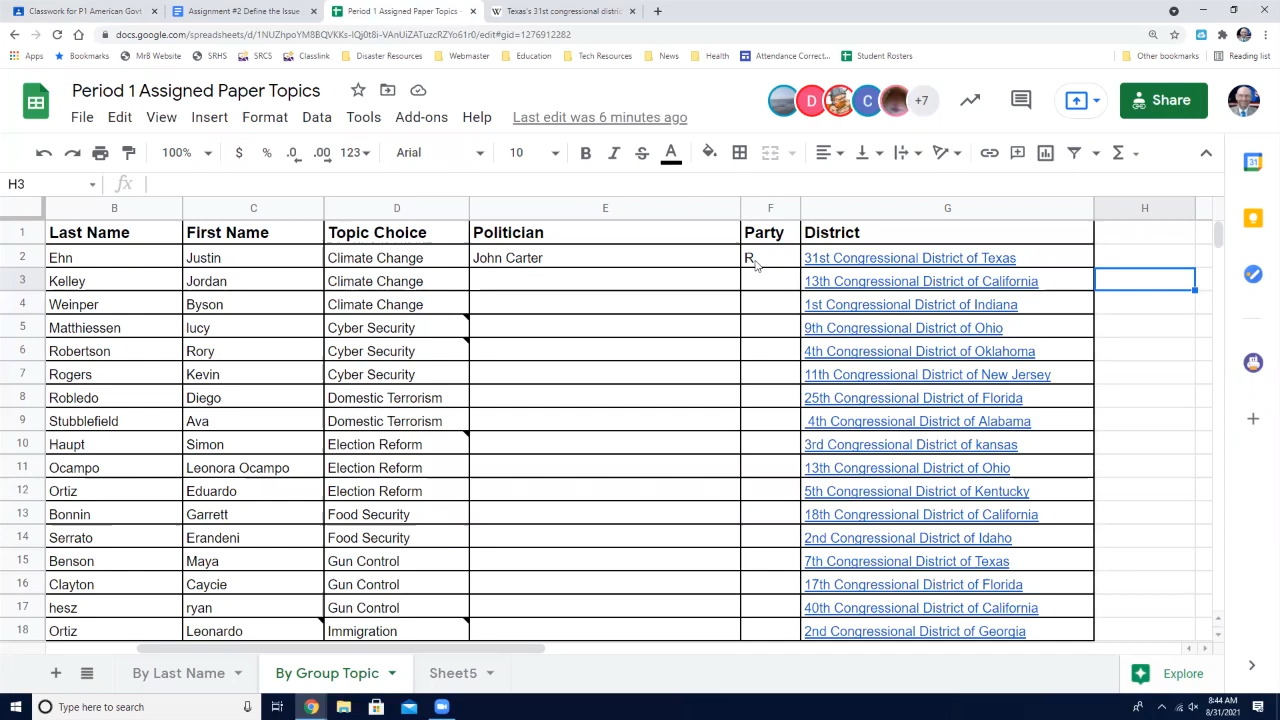 Classwork for P1 American Govt
Assignment #2 Define the Issue
Period 1 Assigned Paper Topics -
Texas's 31st congressional distric
docs.google.com/spreadsheets/d/1NUZhpoYM8BQVKKs-IQj0t8i-VAnUiZATuzcRZYo61r0/edit#gid=1276912282
Apps Bookmarks MrB Website SRHS SRCS Classlink Disaster Resources Webmaster Education Tech Resources News Health Attendance Correc... Student Rosters Other bookmarks Reading list
Period 1 Assigned Paper Topics
D C +7 Share
File Edit View Insert Format Data Tools Add-ons Help Last edit was 6 minutes ago
100% $ % .0 .00 123 Arial 10 B I S A
H3 fx
31
B C D E F G H
1 Last Name First Name Topic Choice Politician Party District
2 Ehn Justin Climate Change John Carter R 31st Congressional District of Texas
3 Kelley Jordan Climate Change 13th Congressional District of California
4 Weinper Byson Climate Change 1st Congressional District of Indiana
5 Matthiessen lucy Cyber Security 9th Congressional District of Ohio
6 Robertson Rory Cyber Security 4th Congressional District of Oklahoma
7 Rogers Kevin Cyber Security 11th Congressional District of New Jersey
8 Robledo Diego Domestic Terrorism 25th Congressional District of Florida
9 Stubblefield Ava Domestic Terrorism 4th Congressional District of Alabama
10 Haupt Simon Election Reform 3rd Congressional District of kansas
11 Ocampo Leonora Ocampo Election Reform 13th Congressional District of Ohio
12 Ortiz Eduardo Election Reform 5th Congressional District of Kentucky
13 Bonnin Garrett Food Security 18th Congressional District of California
14 Serrato Erandeni Food Security 2nd Congressional District of Idaho
15 Benson Maya Gun Control 7th Congressional District of Texas
16 Clayton Caycie Gun Control 17th Congressional District of Florida
17 hesz ryan Gun Control 40th Congressional District of California
18 Ortiz Leonardo Immigration 2nd Congressional District of Georgia
By Last Name By Group Topic Sheet5 Explore
Type here to search
8:44 AM
8/31/2021